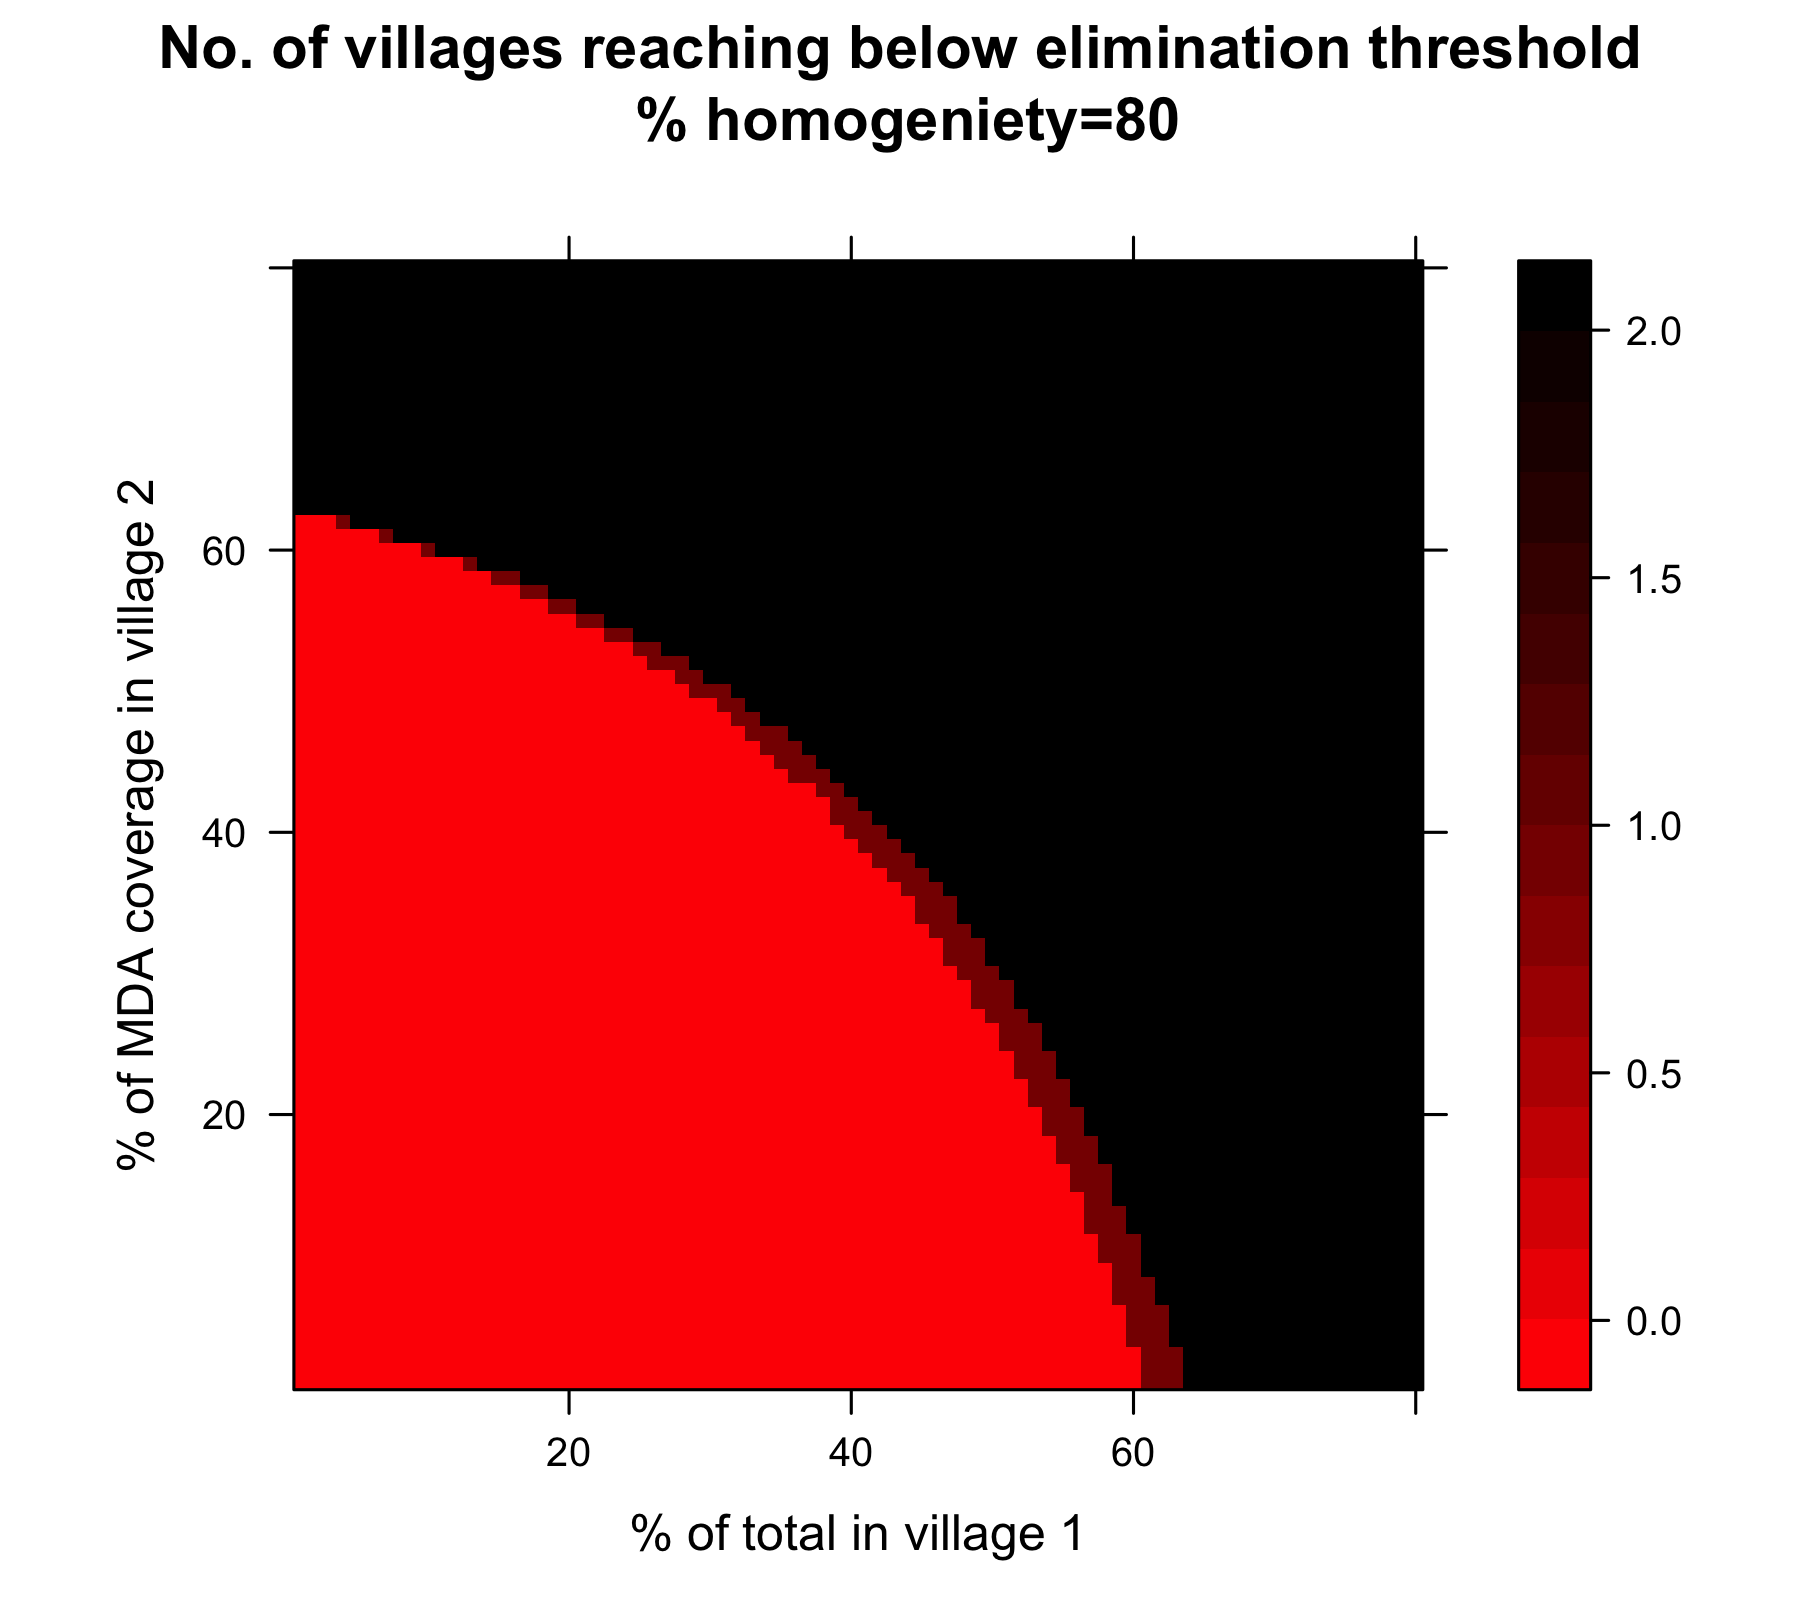 No. of villages reaching below elimination threshold
% homogeniety=80
% of MDA coverage in village 2
60
40
20
20
40
60
% of total in village 1
2.0
1.5
1.0
0.5
0.0